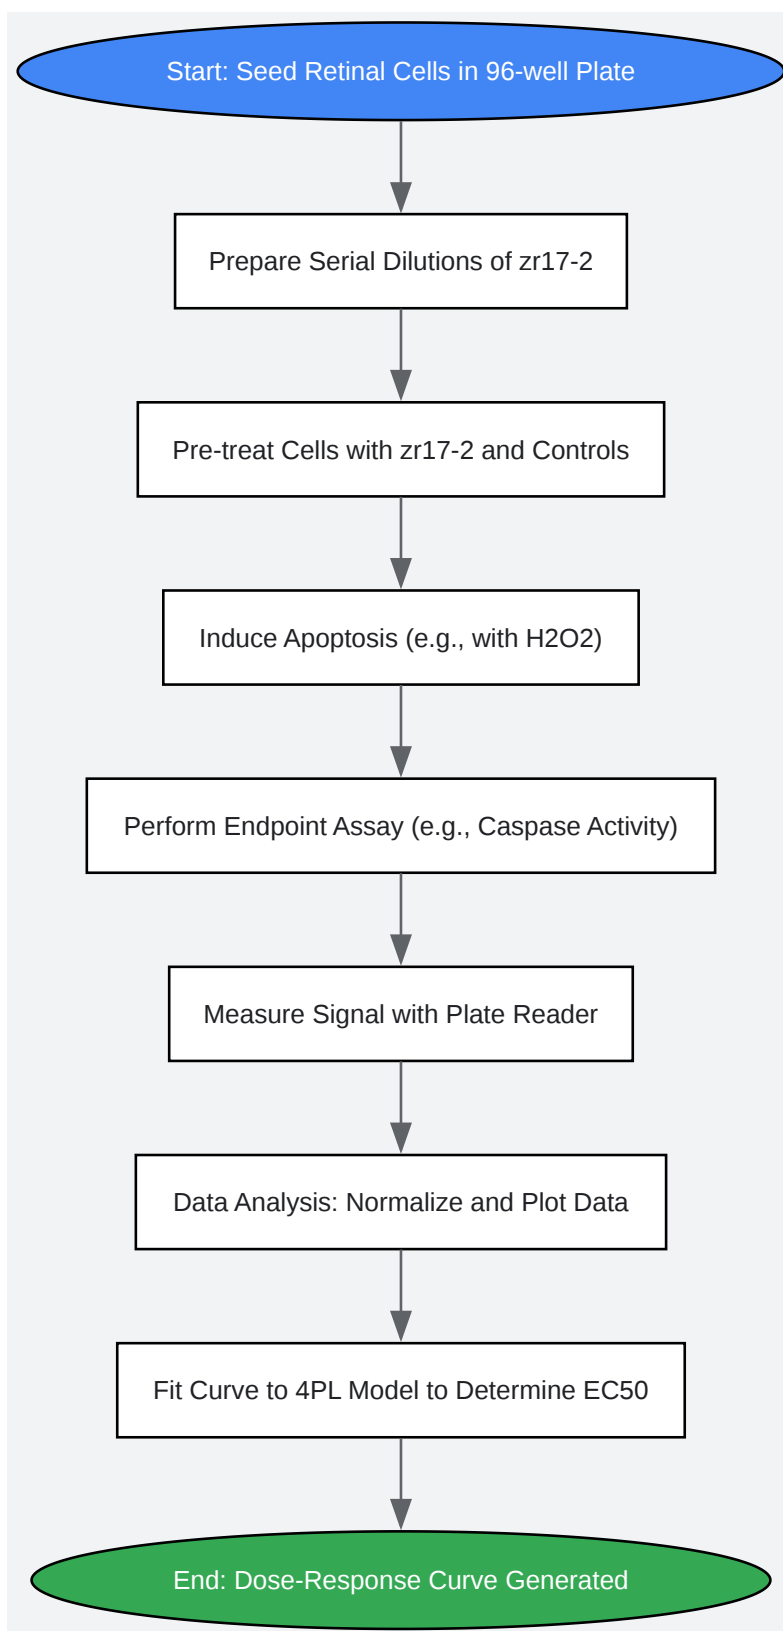 Start: Seed Retinal Cells in 96-well Plate
Prepare Serial Dilutions of zr17-2
Pre-treat Cells with zr17-2 and Controls
Induce Apoptosis (e.g., with H2O2)
Perform Endpoint Assay (e.g., Caspase Activity)
Measure Signal with Plate Reader
Data Analysis: Normalize and Plot Data
Fit Curve to 4PL Model to Determine EC50
End: Dose-Response Curve Generated